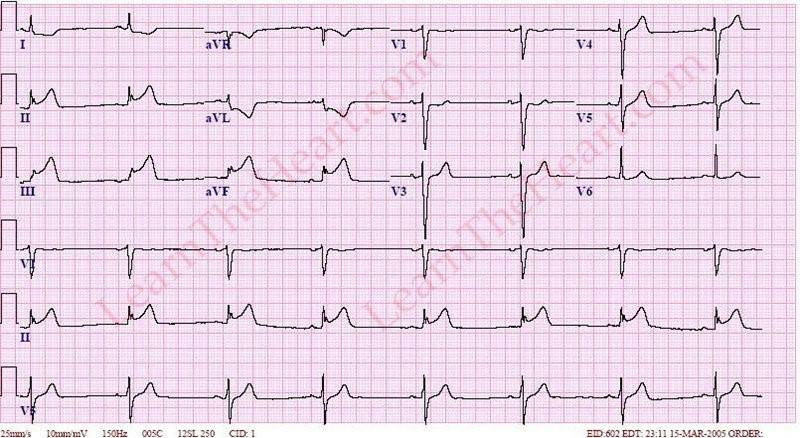 I aVR V1 V4
II aVL V2 V5
III aVF V3 V6
V1
II
V5
LearnTheHeart.com
LearnTheHeart.com
25mm/s 10mm/mV 150Hz 005C 12SL 250 CID: 1 EID:602 EDT: 23:11 15-MAR-2005 ORDER: